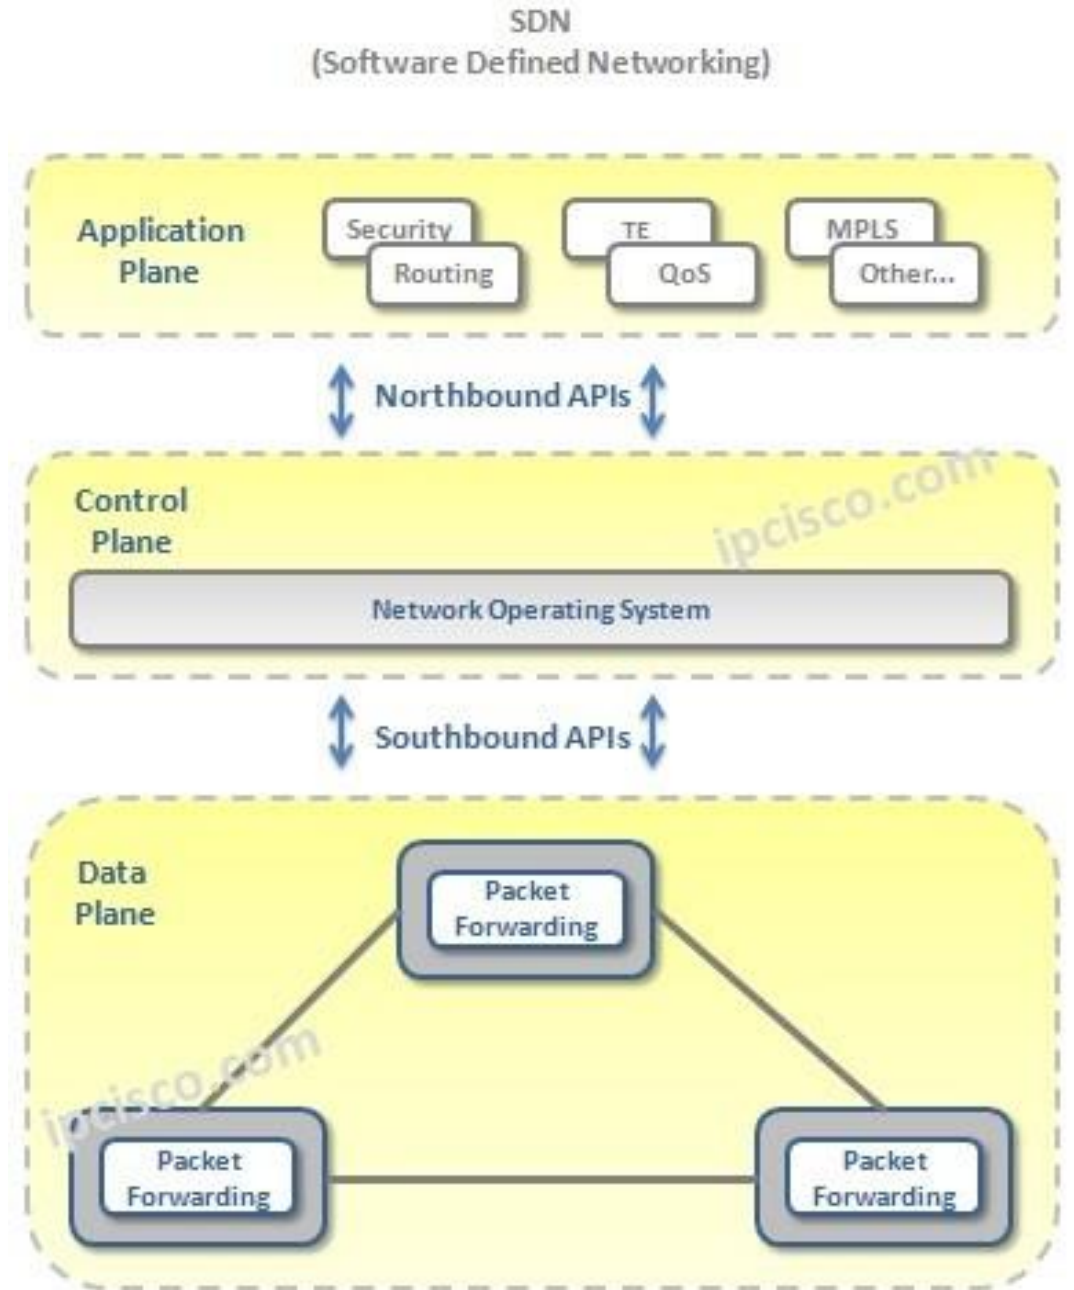 SDN
(Software Defined Networking)
Application
Plane
Security
Routing
TE
QoS
MPLS
Other...
Northbound APIs
Control
Plane
ipcisco.com
Network Operating System
Southbound APIs
Data
Plane
Packet
Forwarding
ipcisco.com
Packet
Forwarding
Packet
Forwarding